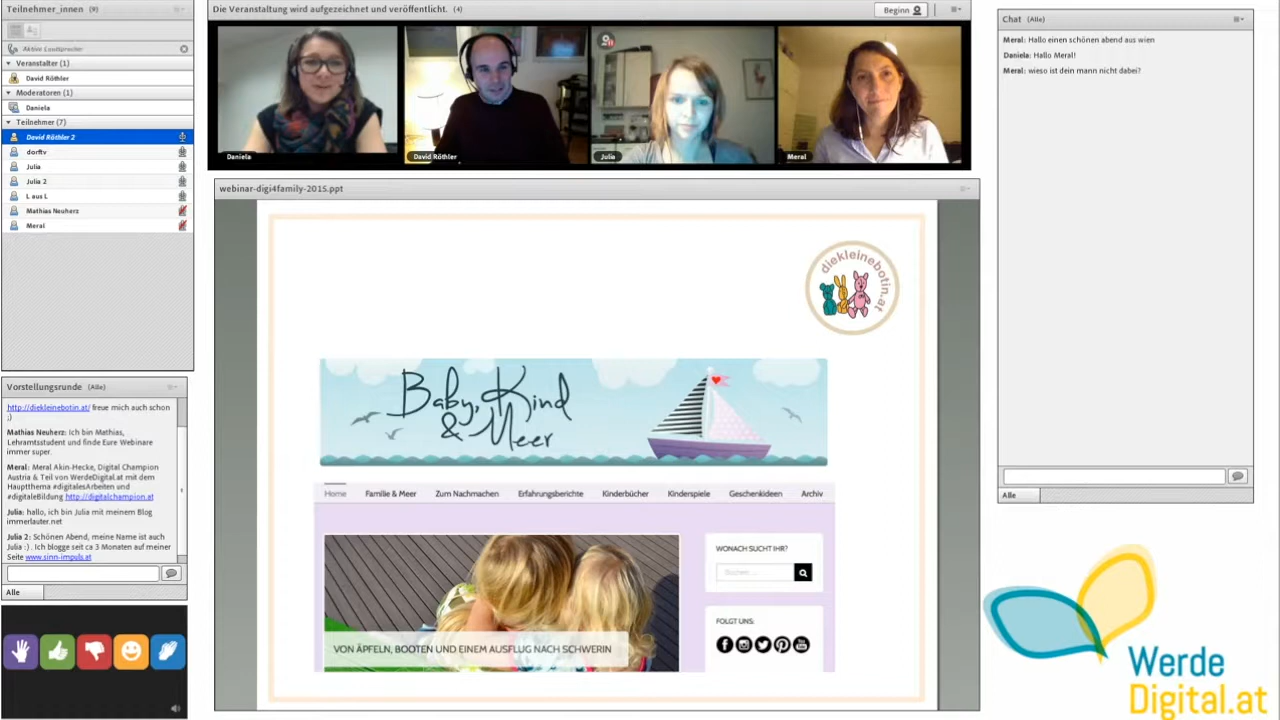 Teilnehmer_innen (9)
Aktive Lautsprecher
Veranstalter (1)
David Röthler
Moderatoren (1)
Daniela
Teilnehmer (7)
David Röthler 2
dorftv
Julia
Julia 2
L aus L
Mathias Neuherz
Meral
Vorstellungsrunde (Alle)
http://diekleinebotin.at/ freue mich auch schon
;)
Mathias Neuherz: Ich bin Mathias,
Lehramtsstudent und finde Eure Webinare
immer super.
Meral: Meral Akin-Hecke, Digital Champion
Austria & Teil von WerdeDigital.at mit dem
Hauptthema #digitalesArbeiten und
#digitaleBildung http://digitalchampion.at
Julia: hallo, ich bin Julia mit meinem Blog
immerlauter.net
Julia 2: Schönen Abend, meine Name ist auch
Julia :) . Ich blogge seit ca 3 Monaten auf meiner
Seite www.sinn-impuls.at
Alle
Die Veranstaltung wird aufgezeichnet und veröffentlicht. (4)
Beginn
Daniela
David Röthler
Julia
Meral
webinar-digi4family-2015.ppt
diekleinebotin.at
Baby, Kind
& Meer
Home Familie & Meer Zum Nachmachen Erfahrungsberichte Kinderbücher Kinderspiele Geschenkideen Archiv
VON ÄPFELN, BOOTEN UND EINEM AUSFLUG NACH SCHWERIN
WONACH SUCHT IHR?
Suchen
FOLGT UNS:
You
Tube
Chat (Alle)
Meral: Hallo einen schönen abend aus wien
Daniela: Hallo Meral!
Meral: wieso ist dein mann nicht dabei?
Alle
Werde
Digital.at